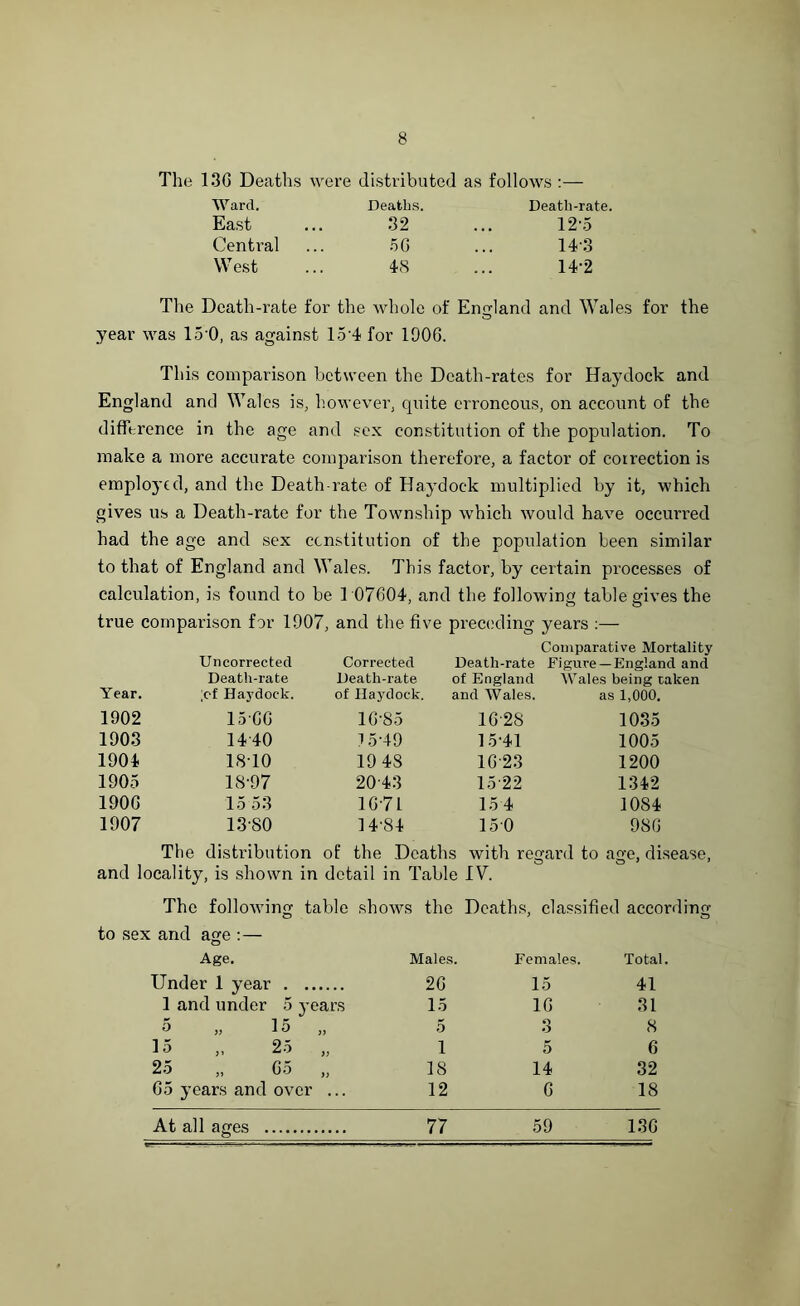 8
The 136 Deaths were distributed as follows :—
Ward. Deaths. Death-rate.
East ... 32 ... 12·5
Central ... 56 ... 14·3
West ... 48 ... 14·2
The Death-rate for the whole of England and Wales for the
year was 15·0, as against 15·4 for 1906.
This comparison between the Death-rates for Haydock and
England and Wales is, however, quite erroneous, on account of the
difference in the age and sex constitution of the population. To
make a more accurate comparison therefore, a factor of correction is
employed, and the Death-rate of Haydock multiplied by it, which
gives us a Death-rate for the Township which would have occurred
had the age and sex constitution of the population been similar
to that of England and Wales. This factor, by certain processes of
calculation, is found to be 1·07604, and the following table gives the
true comparison for 1907, and the five preceding years :—
Comparative Mortality
Uncorrected Corrected Death-rate Figure—England and
Death-rate Death-rate of England Wales being taken
Year. of Haydock. of Haydock. and Wales. as 1,000.
1902 15·66 16·85 16·28 1035
1903 14·40 15·49 15·41 1005
1904 18·10 19·48 16·23 1200
1905 18·97 20·43 15·22 1342
1906 15·53 16·71 15·4 1084
1907 13·80 14·84 15·0 986
The distribution of the Deaths with regard to age, disease,
and locality, is shown in detail in Table IV.
The following table shows the Deaths, classified according
to sex and age :—
Age. Males. Females. Total.
Under 1 year . ...... 26 15 41
1 and under 5 years 15 16 31
5 „ 15 „ 5 3 8
15 „ 25 „ 1 5 6
25 „ 65 „ 18 14 32
65 years and over ... 12 6 18
At all ages ............ 77 59 136